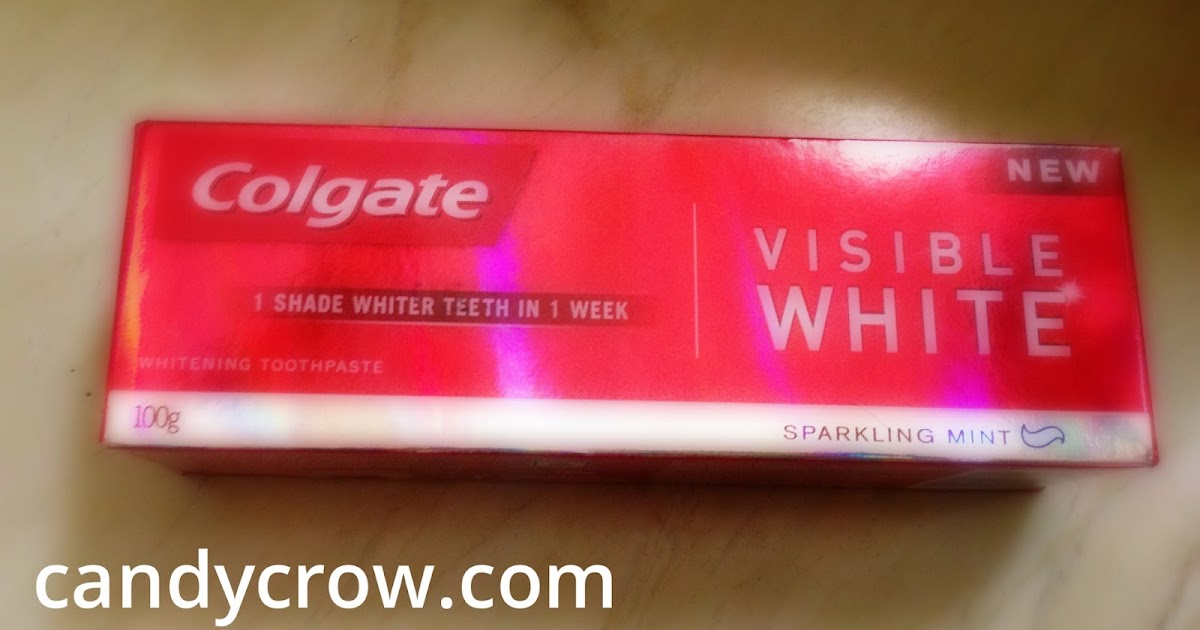 Colgate
NEW
VISIBLE
WHITE
1 SHADE WHITER TEETH IN 1 WEEK
WHITENING TOOTHPASTE
100g
SPARKLING MINT
candycrow.com